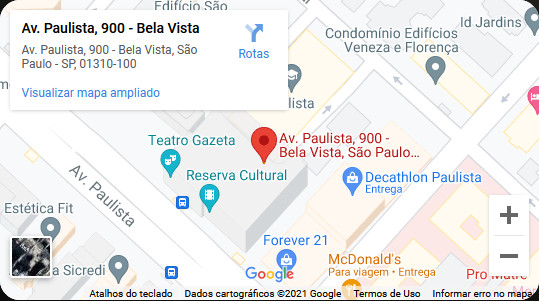 Edifício São
Id Jardins
Av. Paulista, 900 - Bela Vista
Av. Paulista, 900 - Bela Vista, São
Paulo - SP, 01310-100
Rotas
Visualizar mapa ampliado
Condomínio Edifícios
Veneza e Florença
lista
Teatro Gazeta
Av. Paulista, 900 -
Bela Vista, São Paulo...
Reserva Cultural
Decathlon Paulista
Entrega
Av. Paulista
Estética Fit
Forever 21
McDonald's
Para viagem • Entrega
a Sicredi
Google
Pro Matre
Atalhos do teclado
Dados cartográficos ©2021 Google
Termos de Uso
Informar erro no mapa